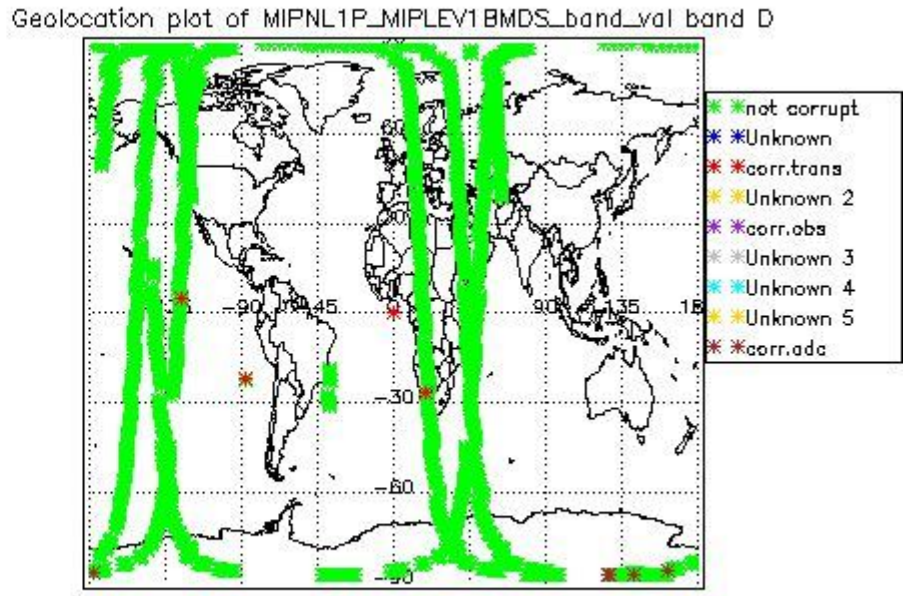 Geolocation plot of MIPNL1P_MIPLEV1BMDS_band_val band D
not corrupt
Unknown
corr.trans
Unknown 2
corr.obs
Unknown 3
Unknown 4
Unknown 5
corr.adc
60
30
-90
-45
90
135
-30
-60
-90